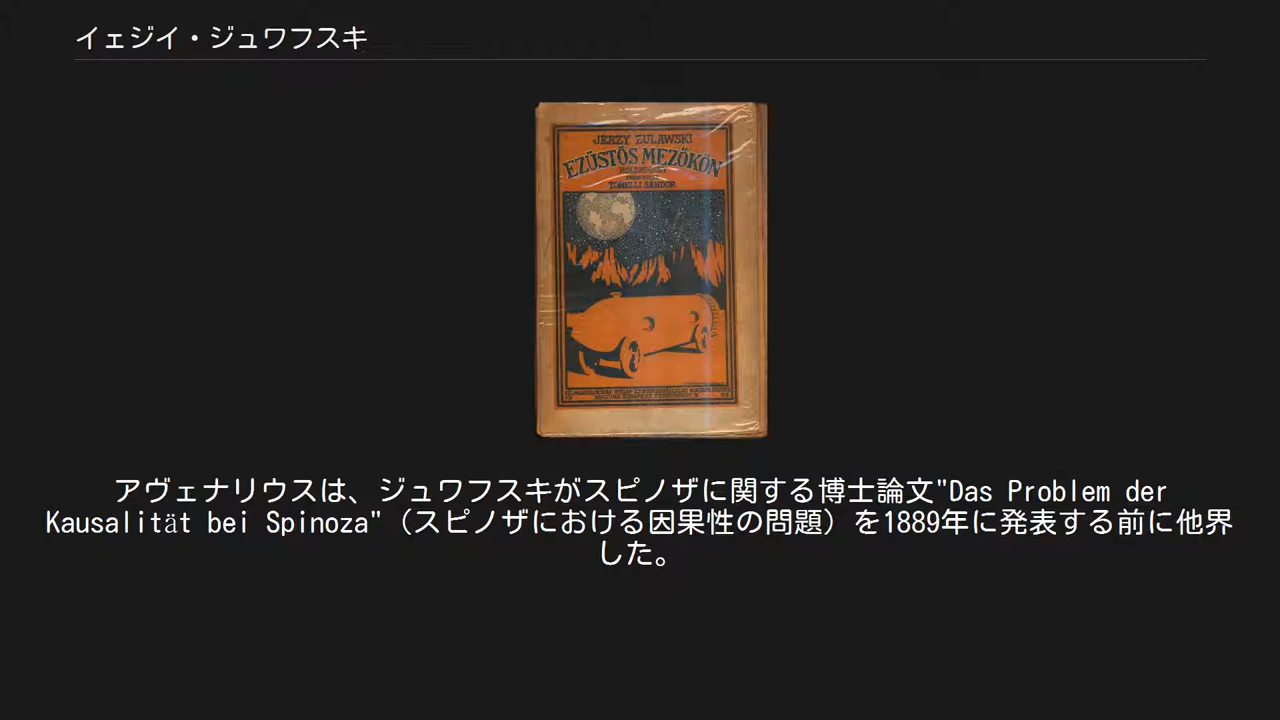 イェジイ・ジュワフスキ
JERZY ZULAWSKI
EZÜSTÖS MEZŐKÖN
TOMELLI SÁNDOR
アヴェナリウスは、ジュワフスキがスピノザに関する博士論文"Das Problem der
Kausalität bei Spinoza"（スピノザにおける因果性の問題）を1889年に発表する前に他界
した。